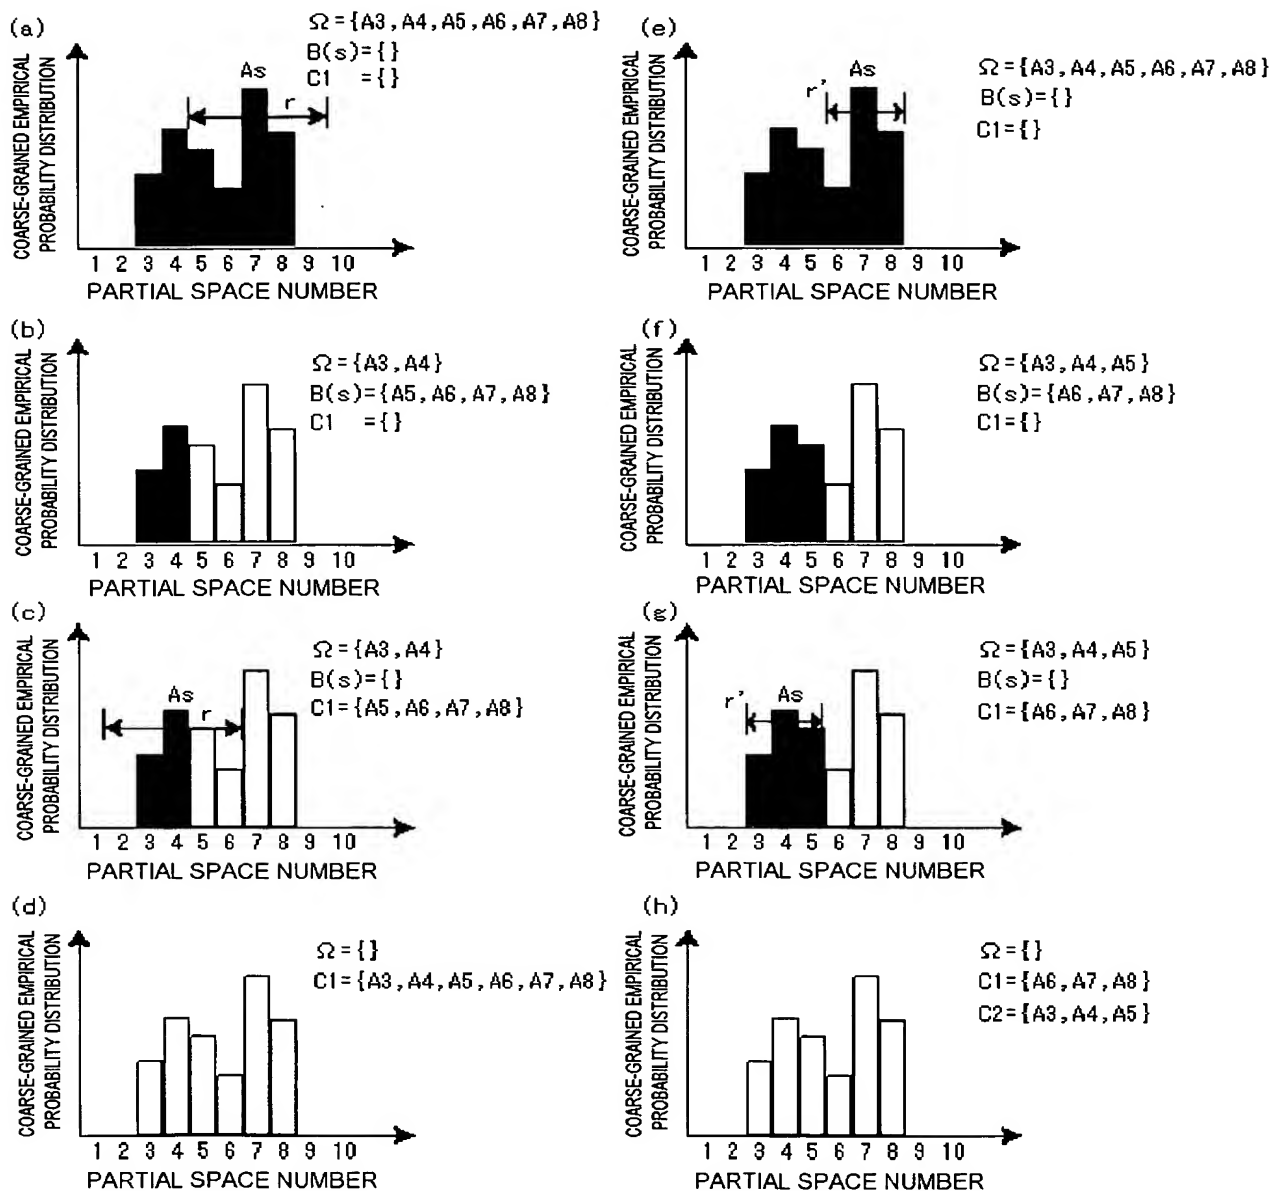 (a)
Ω={A3,A4,A5,A6,A7,A8}
B(s)={}
C1 ={}
As
r
COARSE-GRAINED EMPIRICAL
PROBABILITY DISTRIBUTION
1 2 3 4 5 6 7 8 9 10
PARTIAL SPACE NUMBER
(e)
Ω={A3,A4,A5,A6,A7,A8}
B(s)={}
C1={}
As
r'
COARSE-GRAINED EMPIRICAL
PROBABILITY DISTRIBUTION
1 2 3 4 5 6 7 8 9 10
PARTIAL SPACE NUMBER
(b)
Ω={A3,A4}
B(s)={A5,A6,A7,A8}
C1 ={}
COARSE-GRAINED EMPIRICAL
PROBABILITY DISTRIBUTION
1 2 3 4 5 6 7 8 9 10
PARTIAL SPACE NUMBER
(f)
Ω={A3,A4,A5}
B(s)={A6,A7,A8}
C1={}
COARSE-GRAINED EMPIRICAL
PROBABILITY DISTRIBUTION
1 2 3 4 5 6 7 8 9 10
PARTIAL SPACE NUMBER
(c)
Ω={A3,A4}
B(s)={}
C1={A5,A6,A7,A8}
As
r
COARSE-GRAINED EMPIRICAL
PROBABILITY DISTRIBUTION
1 2 3 4 5 6 7 8 9 10
PARTIAL SPACE NUMBER
(g)
Ω={A3,A4,A5}
B(s)={}
C1={A6,A7,A8}
r'
As
COARSE-GRAINED EMPIRICAL
PROBABILITY DISTRIBUTION
1 2 3 4 5 6 7 8 9 10
PARTIAL SPACE NUMBER
(d)
Ω={}
C1={A3,A4,A5,A6,A7,A8}
COARSE-GRAINED EMPIRICAL
PROBABILITY DISTRIBUTION
1 2 3 4 5 6 7 8 9 10
PARTIAL SPACE NUMBER
(h)
Ω={}
C1={A6,A7,A8}
C2={A3,A4,A5}
COARSE-GRAINED EMPIRICAL
PROBABILITY DISTRIBUTION
1 2 3 4 5 6 7 8 9 10
PARTIAL SPACE NUMBER